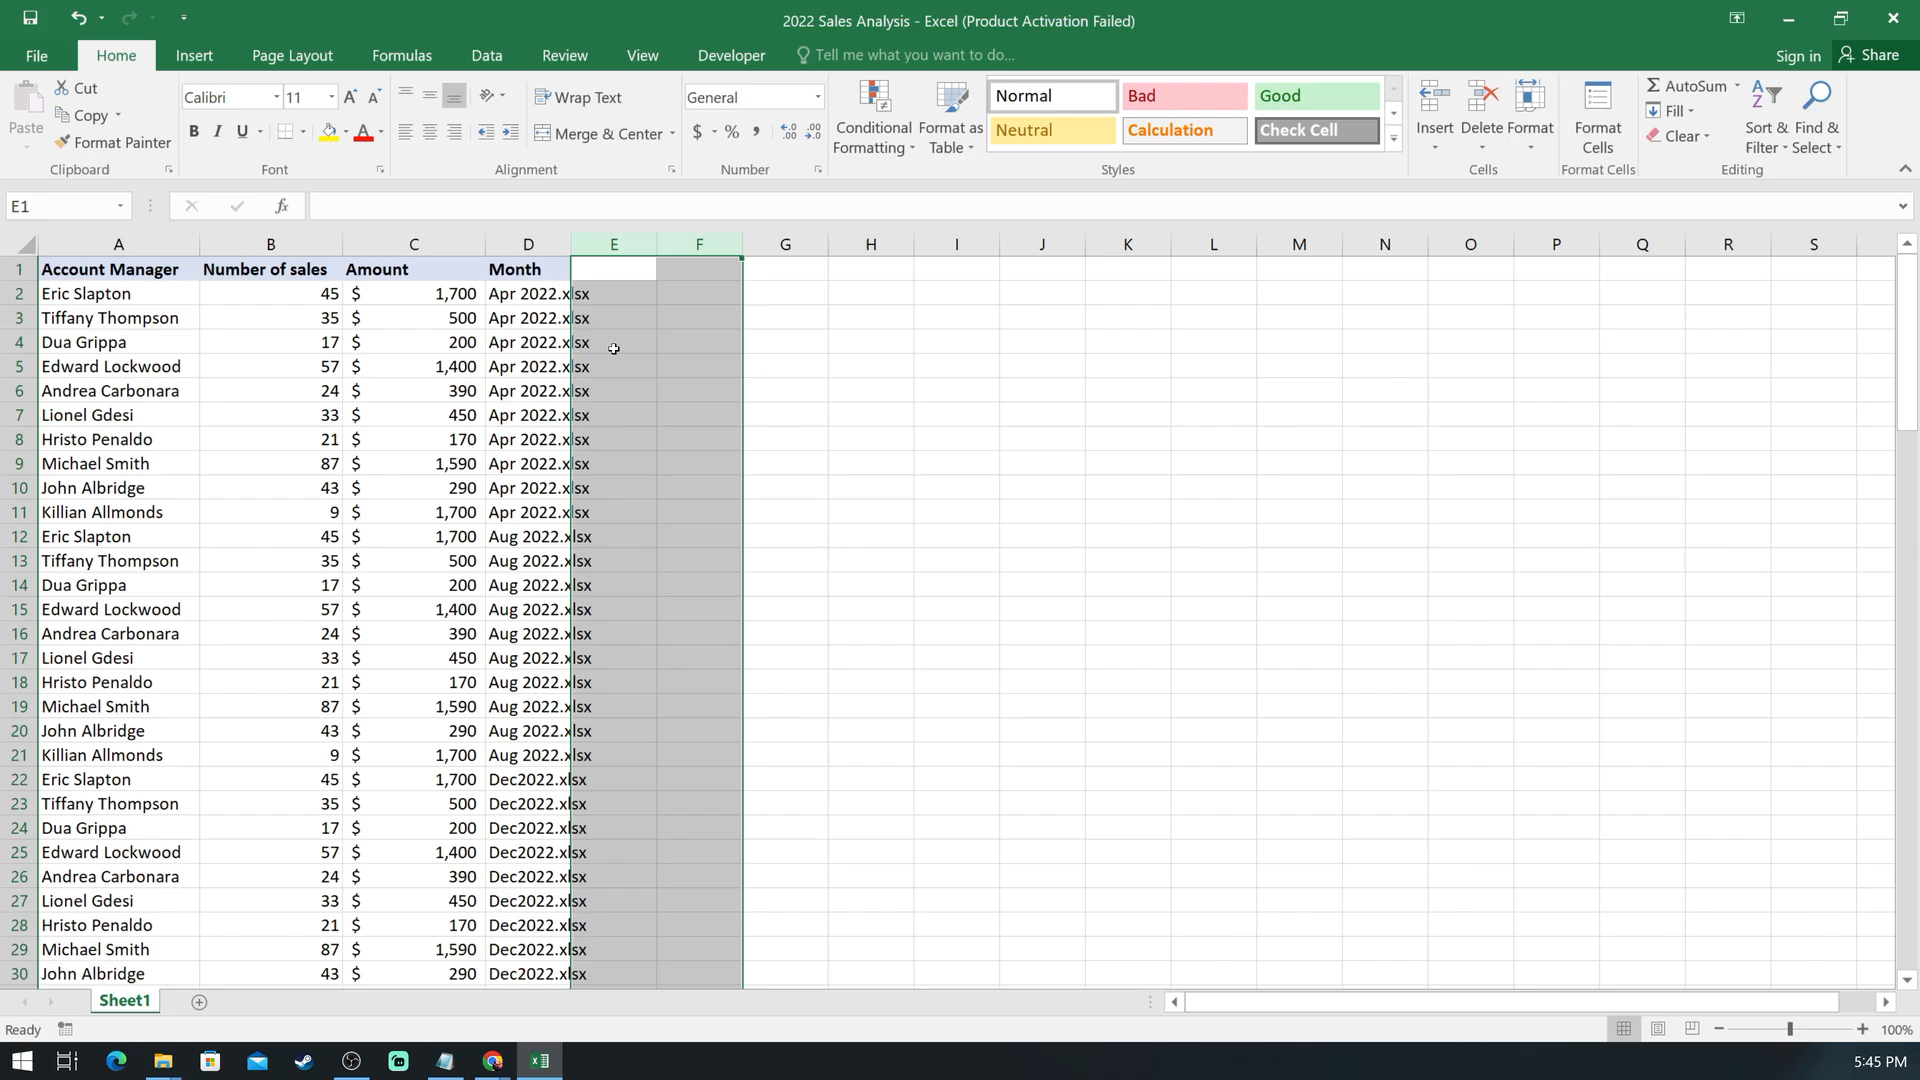 2022 Sales Analysis - Excel (Product Activation Failed)
File Home Insert Page Layout Formulas Data Review View Developer Tell me what you want to do... Sign in Share
Paste Cut Copy Format Painter Clipboard
Calibri 11 B I U A Font
Wrap Text Merge & Center Alignment
General $ % , Number
Conditional Formatting Format as Table
Normal Bad Good
Neutral Calculation Check Cell
Styles
Insert Delete Format Cells
Format Cells Format Cells
AutoSum Fill Clear Sort & Filter Find & Select Editing
E1 fx
A B C D E F G H I J K L M N O P Q R S
1 Account Manager Number of sales Amount Month
2 Eric Slapton 45 $ 1,700 Apr 2022.xlsx
3 Tiffany Thompson 35 $ 500 Apr 2022.xlsx
4 Dua Grippa 17 $ 200 Apr 2022.xlsx
5 Edward Lockwood 57 $ 1,400 Apr 2022.xlsx
6 Andrea Carbonara 24 $ 390 Apr 2022.xlsx
7 Lionel Gdesi 33 $ 450 Apr 2022.xlsx
8 Hristo Penaldo 21 $ 170 Apr 2022.xlsx
9 Michael Smith 87 $ 1,590 Apr 2022.xlsx
10 John Albridge 43 $ 290 Apr 2022.xlsx
11 Killian Allmonds 9 $ 1,700 Apr 2022.xlsx
12 Eric Slapton 45 $ 1,700 Aug 2022.xlsx
13 Tiffany Thompson 35 $ 500 Aug 2022.xlsx
14 Dua Grippa 17 $ 200 Aug 2022.xlsx
15 Edward Lockwood 57 $ 1,400 Aug 2022.xlsx
16 Andrea Carbonara 24 $ 390 Aug 2022.xlsx
17 Lionel Gdesi 33 $ 450 Aug 2022.xlsx
18 Hristo Penaldo 21 $ 170 Aug 2022.xlsx
19 Michael Smith 87 $ 1,590 Aug 2022.xlsx
20 John Albridge 43 $ 290 Aug 2022.xlsx
21 Killian Allmonds 9 $ 1,700 Aug 2022.xlsx
22 Eric Slapton 45 $ 1,700 Dec2022.xlsx
23 Tiffany Thompson 35 $ 500 Dec2022.xlsx
24 Dua Grippa 17 $ 200 Dec2022.xlsx
25 Edward Lockwood 57 $ 1,400 Dec2022.xlsx
26 Andrea Carbonara 24 $ 390 Dec2022.xlsx
27 Lionel Gdesi 33 $ 450 Dec2022.xlsx
28 Hristo Penaldo 21 $ 170 Dec2022.xlsx
29 Michael Smith 87 $ 1,590 Dec2022.xlsx
30 John Albridge 43 $ 290 Dec2022.xlsx
Sheet1
Ready 100%
5:45 PM